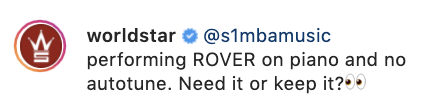 worldstar @s1mbamusic
performing ROVER on piano and no
autotune. Need it or keep it?👀